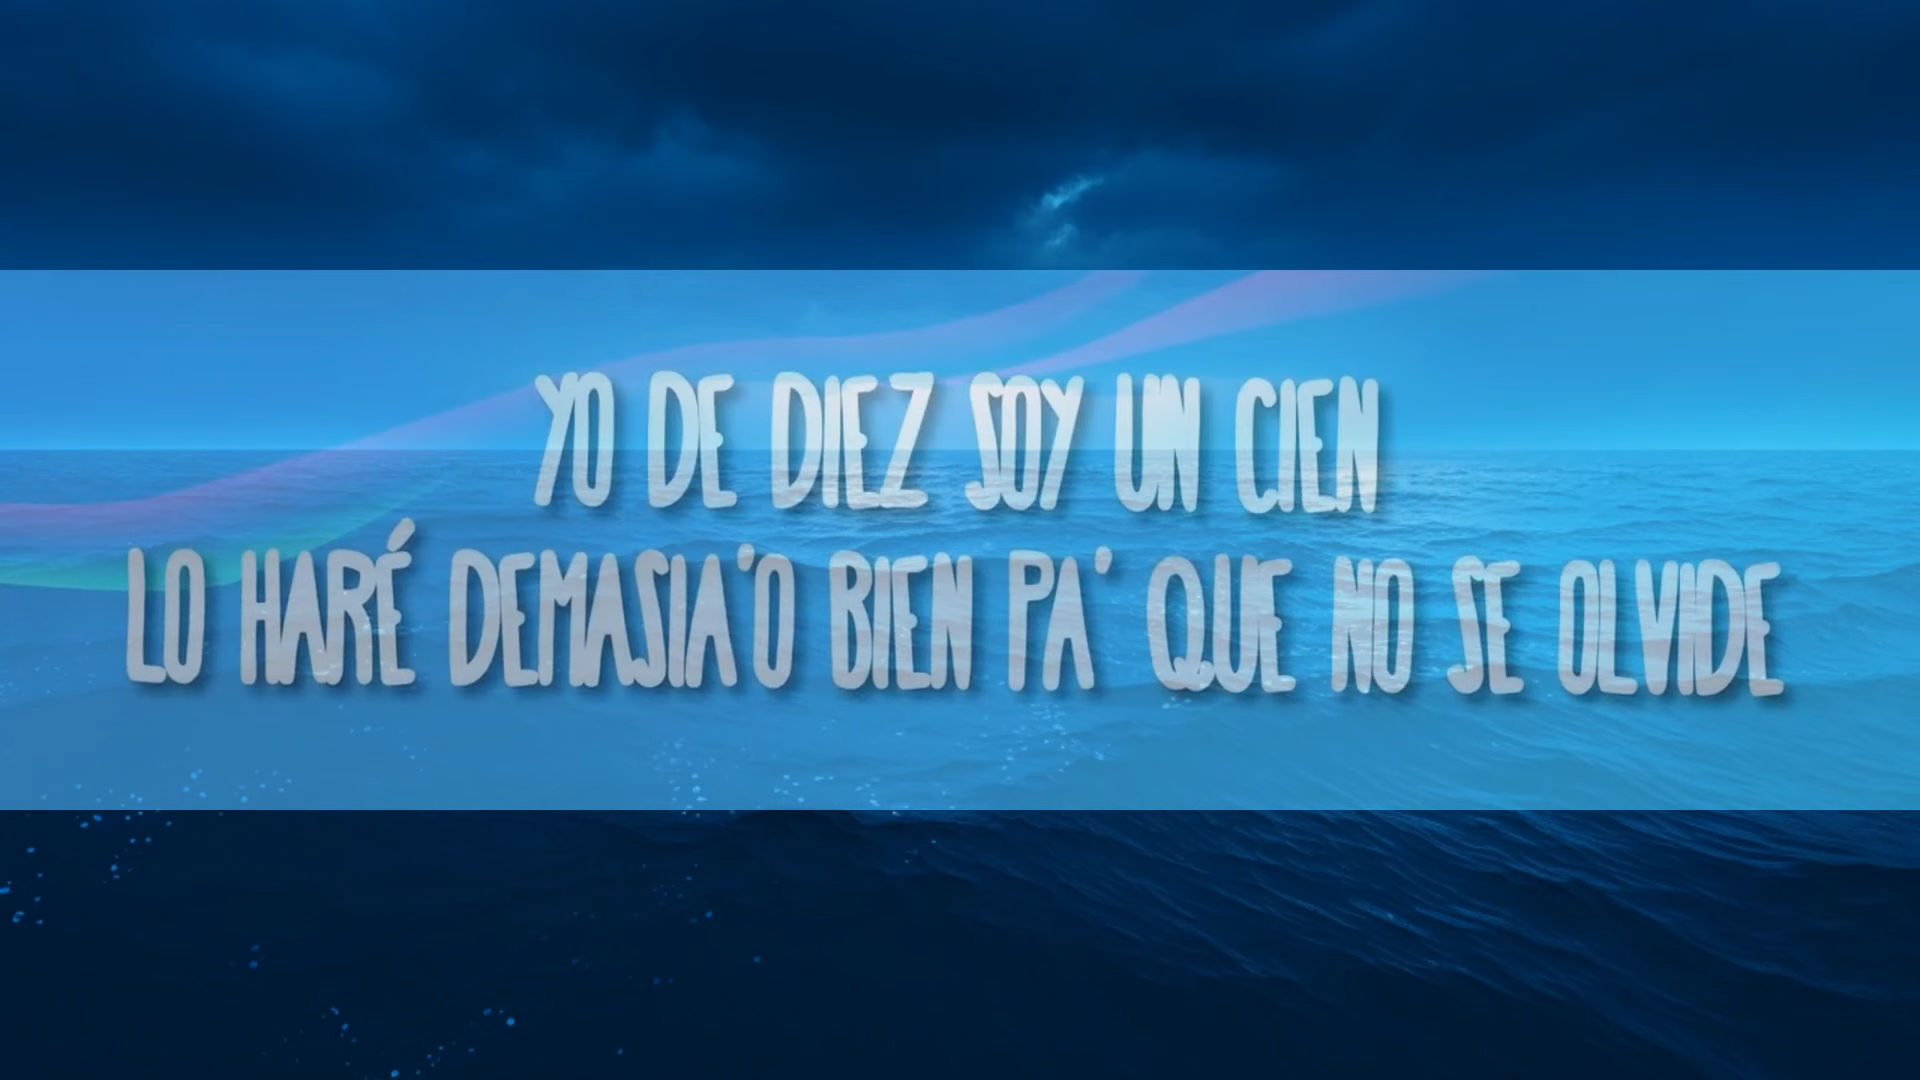 YO DE DIEZ SOY UN CIEN
LO HARÉ DEMASIA'O BIEN PA' QUE NO SE OLVIDE